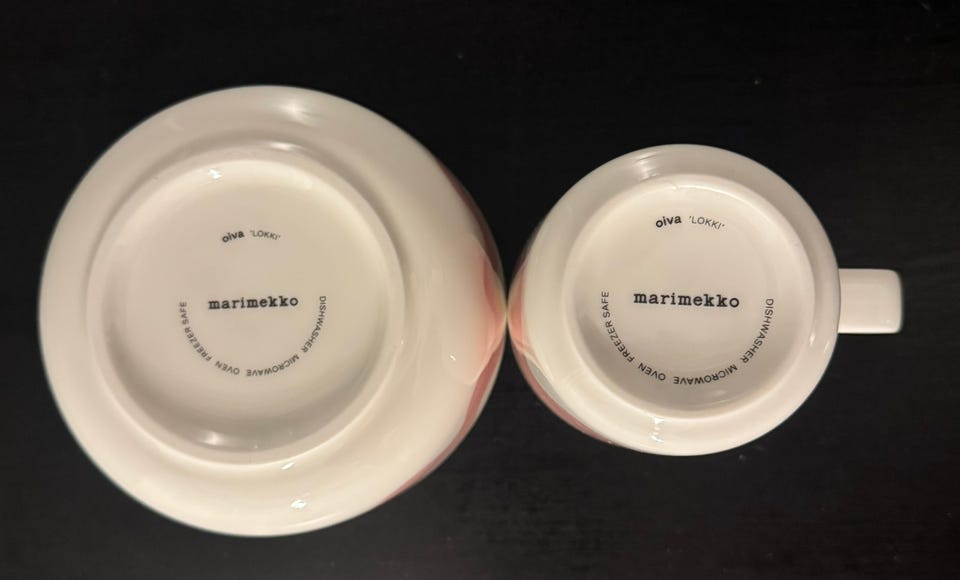 oiva 'LOKKI'
marimekko
DISHWASHER MICROWAVE OVEN FREEZER SAFE
oiva 'LOKKI'
marimekko
DISHWASHER MICROWAVE OVEN FREEZER SAFE